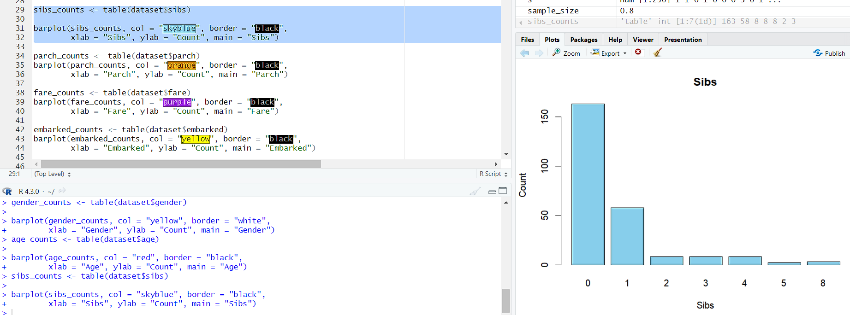 29 sibs_counts <- table(dataset$sibs)
30
31 barplot(sibs_counts, col = "skyblue", border = "black",
32 xlab = "Sibs", ylab = "Count", main = "Sibs")
33
34 parch_counts <- table(dataset$parch)
35 barplot(parch_counts, col = "orange", border = "black",
36 xlab = "Parch", ylab = "Count", main = "Parch")
37
38 fare_counts <- table(dataset$fare)
39 barplot(fare_counts, col = "purple", border = "black",
40 xlab = "Fare", ylab = "Count", main = "Fare")
41
42 embarked_counts <- table(dataset$embarked)
43 barplot(embarked_counts, col = "yellow", border = "black",
44 xlab = "Embarked", ylab = "Count", main = "Embarked")
45
46
29:1 (Top Level) R Script
R 4.3.0 · ~/
> gender_counts <- table(dataset$gender)
>
> barplot(gender_counts, col = "yellow", border = "white",
+ xlab = "Gender", ylab = "Count", main = "Gender")
> age_counts <- table(dataset$age)
>
> barplot(age_counts, col = "red", border = "black",
+ xlab = "Age", ylab = "Count", main = "Age")
> sibs_counts <- table(dataset$sibs)
>
> barplot(sibs_counts, col = "skyblue", border = "black",
+ xlab = "Sibs", ylab = "Count", main = "Sibs")
>
sample_size 0.8
sibs_counts 'table' int [1:7(1d)] 163 58 8 8 8 2 3
Files Plots Packages Help Viewer Presentation
Zoom Export Publish
Sibs
Count
150
100
50
0
0 1 2 3 4 5 8
Sibs